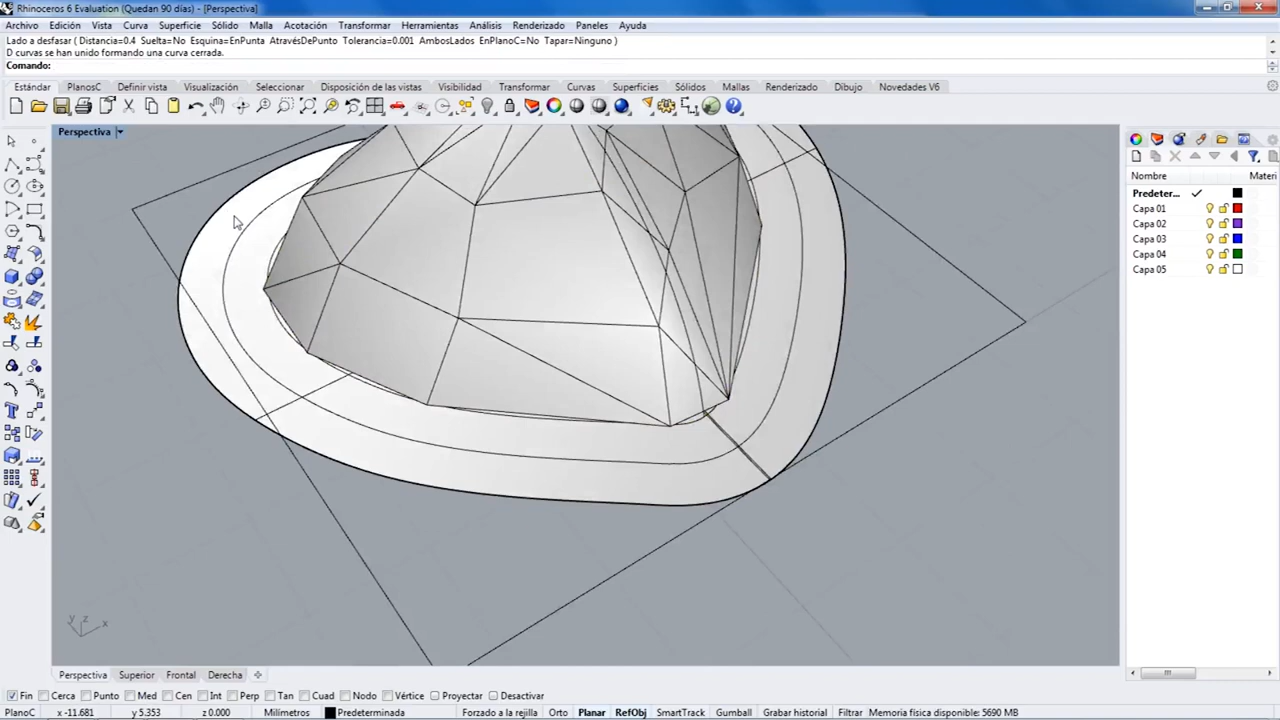 Rhinoceros 6 Evaluation (Quedan 90 días) - [Perspectiva]
Archivo Edición Vista Curva Superficie Sólido Malla Acotación Transformar Herramientas Análisis Renderizado Paneles Ayuda
Lado a desfasar ( Distancia=0.4 Suelta=No Esquina=EnPunta AtravésDePunto Tolerancia=0.001 AmbosLados EnPlanoC=No Tapar=Ninguno )
D curvas se han unido formando una curva cerrada.
Comando:
Estándar PlanosC Definir vista Visualización Seleccionar Disposición de las vistas Visibilidad Transformar Curvas Superficies Sólidos Mallas Renderizado Dibujo Novedades V6
Perspectiva
Nombre Materi
Predeter...
Capa 01
Capa 02
Capa 03
Capa 04
Capa 05
y z x
Perspectiva Superior Frontal Derecha
Fin Cerca Punto Med Cen Int Perp Tan Cuad Nodo Vértice Proyectar Desactivar
PlanoC x -11.681 y 5.353 z 0.000 Milímetros Predeterminada Forzado a la rejilla Orto Planar RefObj SmartTrack Gumball Grabar historial Filtrar Memoria física disponible: 5690 MB